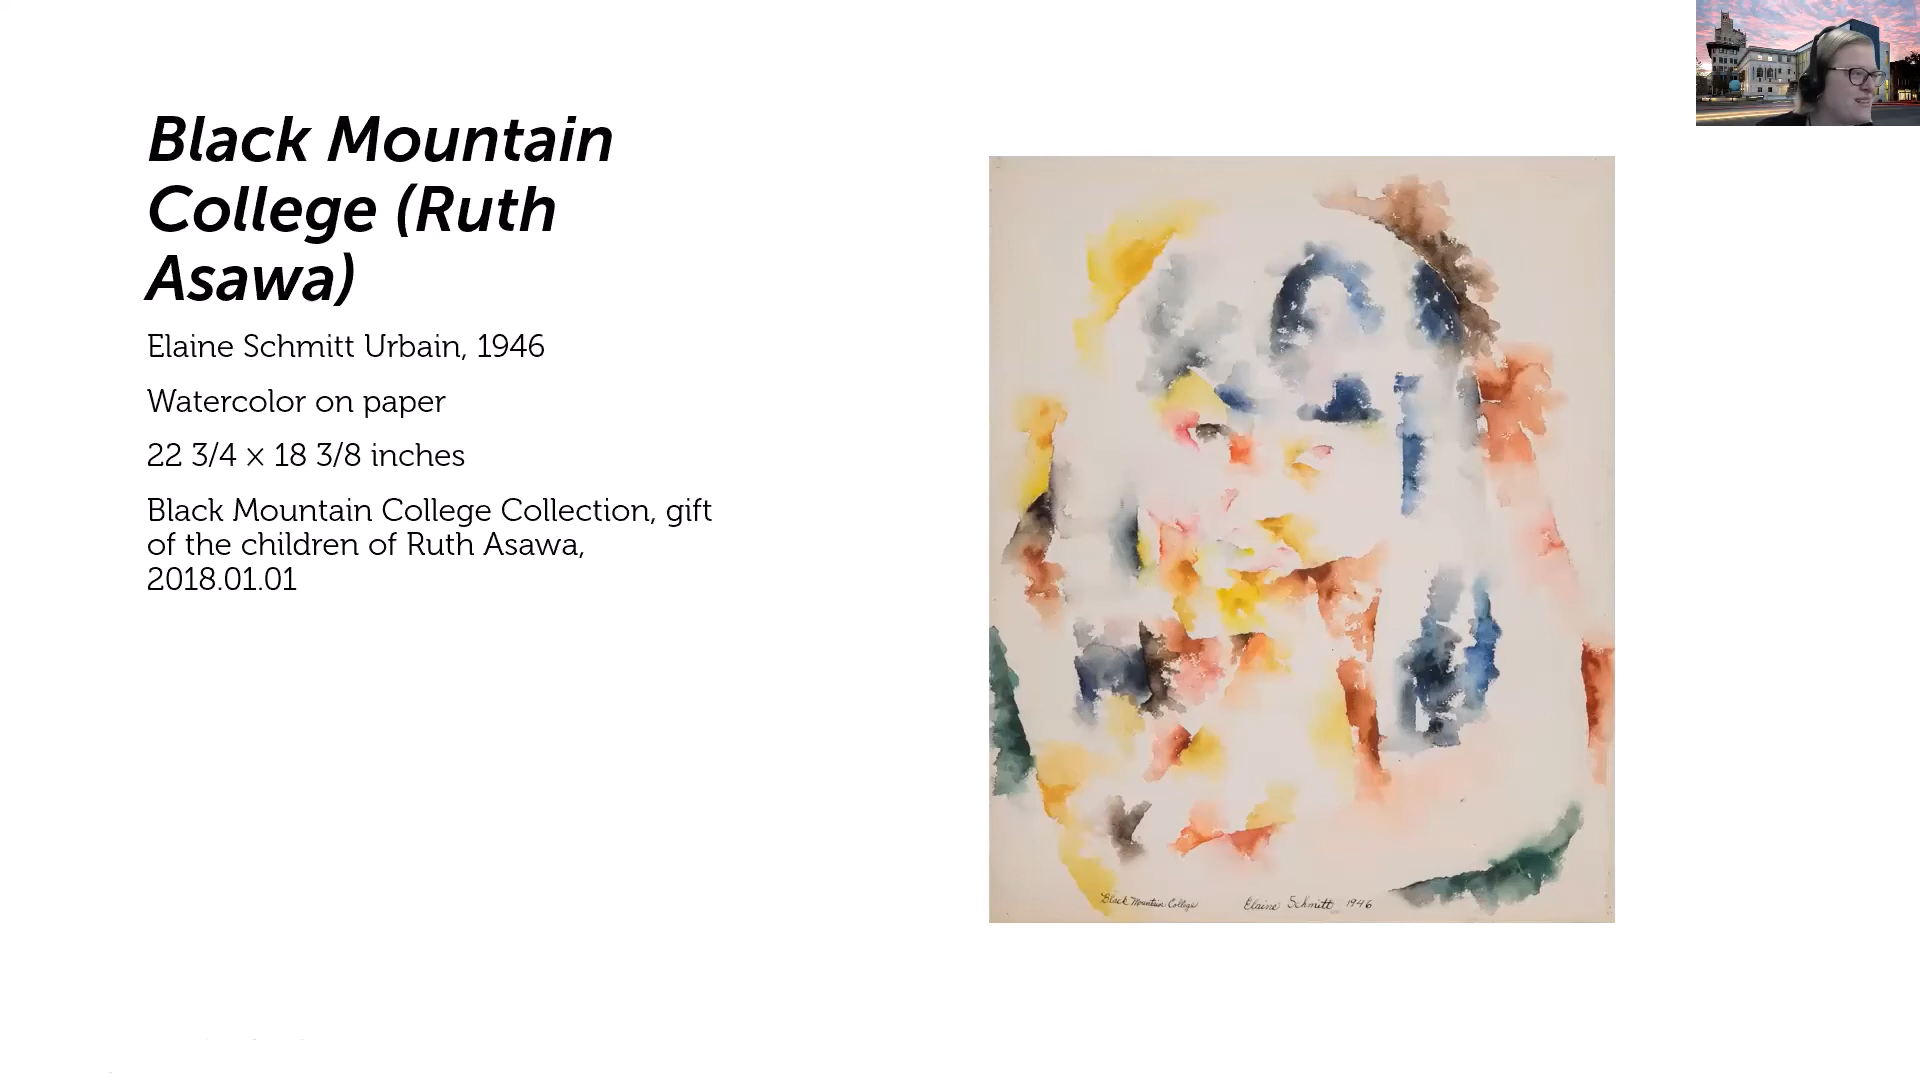 Black Mountain
College (Ruth
Asawa)
Elaine Schmitt Urbain, 1946
Watercolor on paper
22 3/4 × 18 3/8 inches
Black Mountain College Collection, gift
of the children of Ruth Asawa,
2018.01.01
Black Mountain College Elaine Schmitt 1946